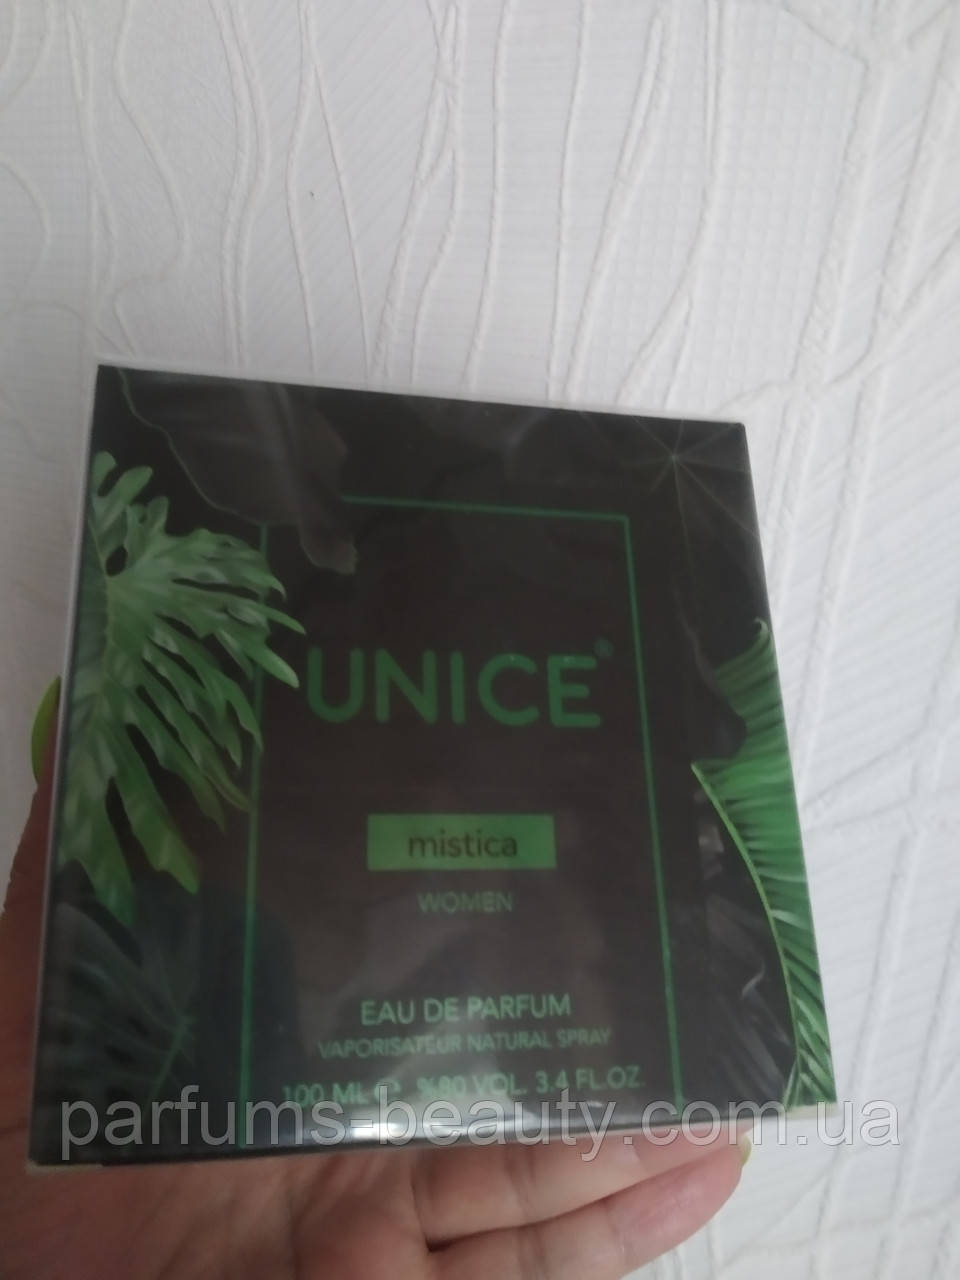 UNICE®
mistica
WOMEN
EAU DE PARFUM
VAPORISATEUR NATURAL SPRAY
100 ML ℮ %80 VOL. 3.4 FL.OZ.
parfums-beauty.com.ua